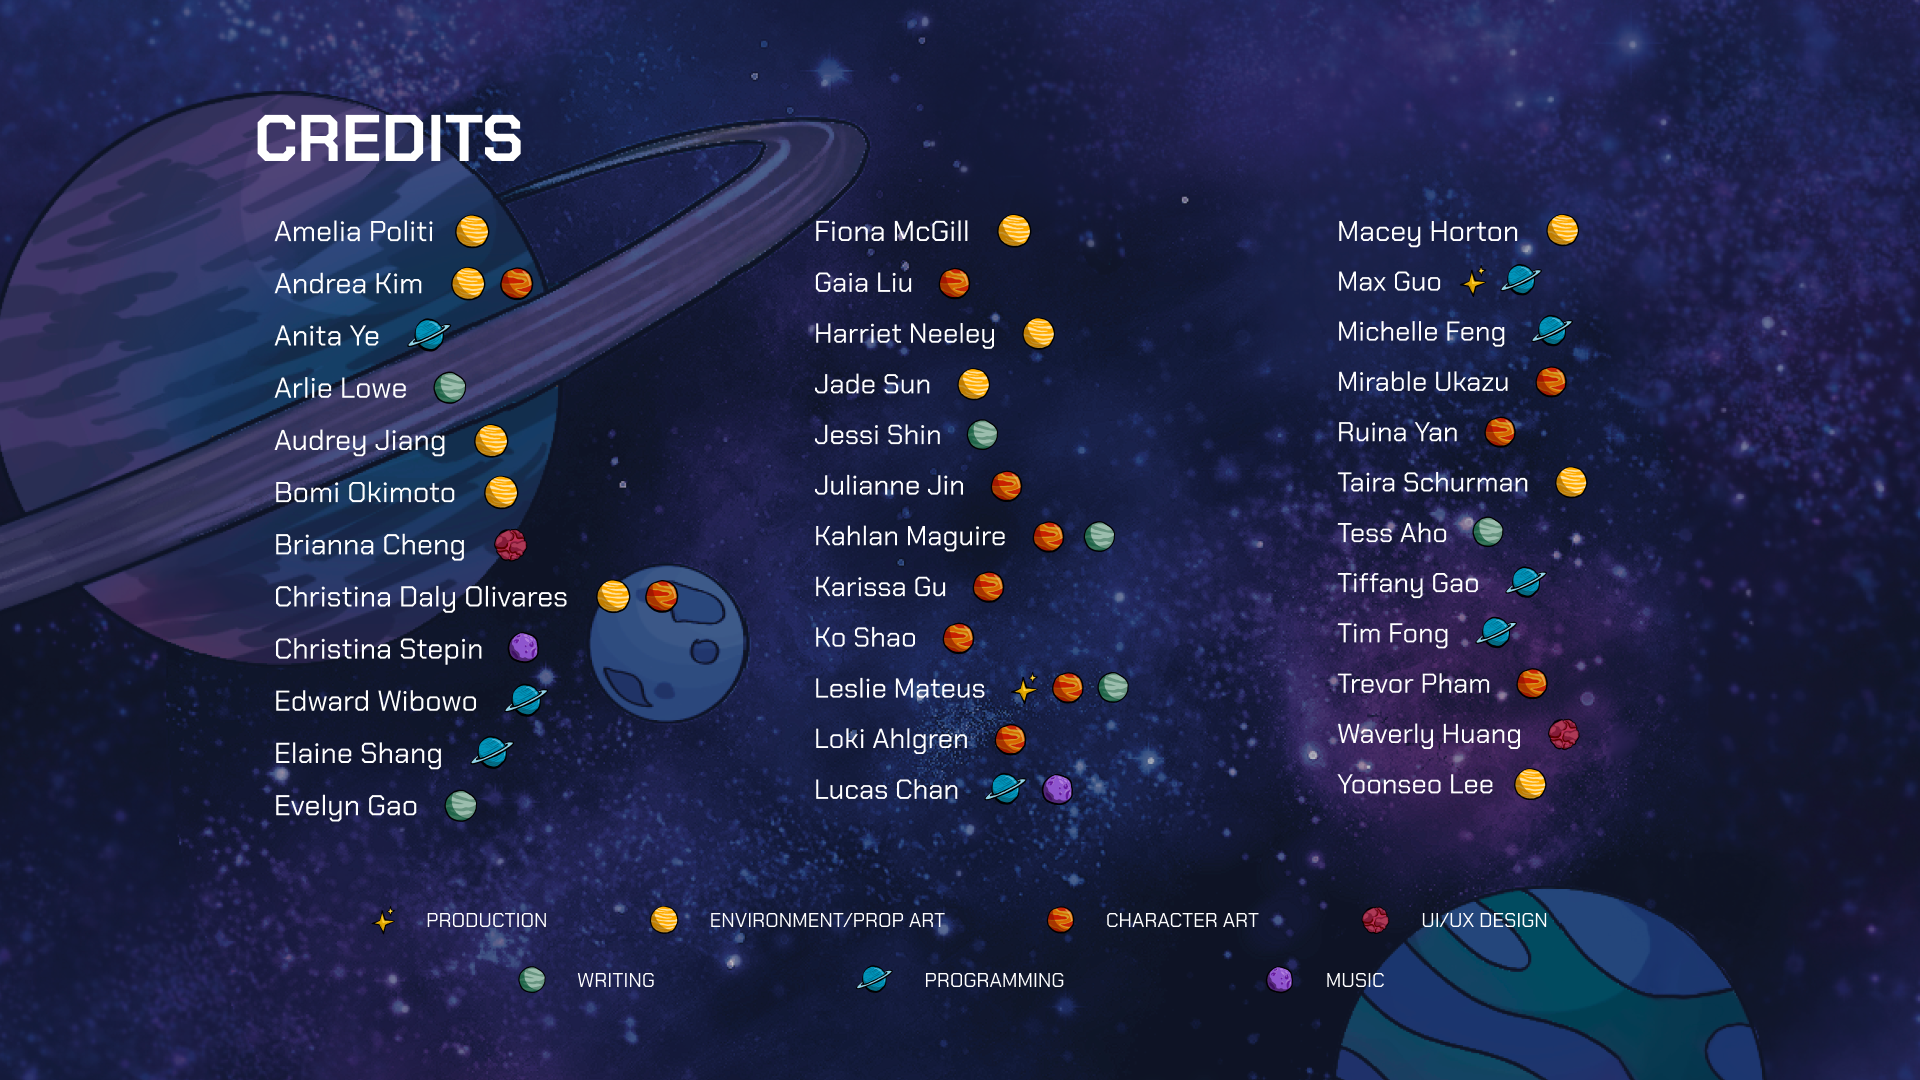 CREDITS
Amelia Politi
Andrea Kim
Anita Ye
Arlie Lowe
Audrey Jiang
Bomi Okimoto
Brianna Cheng
Christina Daly Olivares
Christina Stepin
Edward Wibowo
Elaine Shang
Evelyn Gao
Fiona McGill
Gaia Liu
Harriet Neeley
Jade Sun
Jessi Shin
Julianne Jin
Kahlan Maguire
Karissa Gu
Ko Shao
Leslie Mateus
Loki Ahlgren
Lucas Chan
Macey Horton
Max Guo
Michelle Feng
Mirable Ukazu
Ruina Yan
Taira Schurman
Tess Aho
Tiffany Gao
Tim Fong
Trevor Pham
Waverly Huang
Yoonseo Lee
PRODUCTION
ENVIRONMENT/PROP ART
CHARACTER ART
UI/UX DESIGN
WRITING
PROGRAMMING
MUSIC